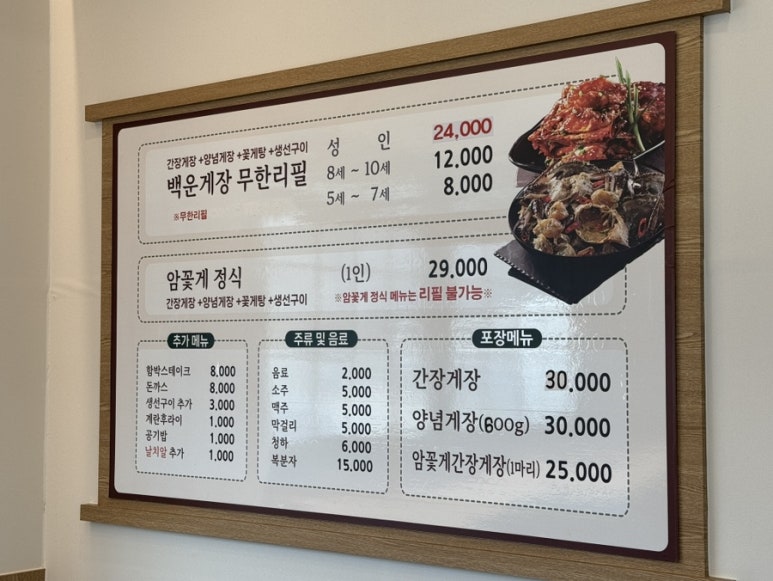 간장게장 +양념게장 +꽃게탕 +생선구이
백운게장 무한리필
※무한리필
성 인 24,000
8세 ~ 10세 12.000
5세 ~ 7세 8.000
암꽃게 정식 (1인) 29.000
간장게장 +양념게장 +꽃게탕 +생선구이
※암꽃게 정식 메뉴는 리필 불가능※
추가 메뉴
함박스테이크 8,000
돈까스 8,000
생선구이 추가 3,000
계란후라이 1,000
공기밥 1,000
날치알 추가 1,000
주류 및 음료
음료 2,000
소주 5,000
맥주 5,000
막걸리 5,000
청하 6,000
복분자 15,000
포장메뉴
간장게장 30.000
양념게장(600g) 30.000
암꽃게간장게장(1마리) 25.000